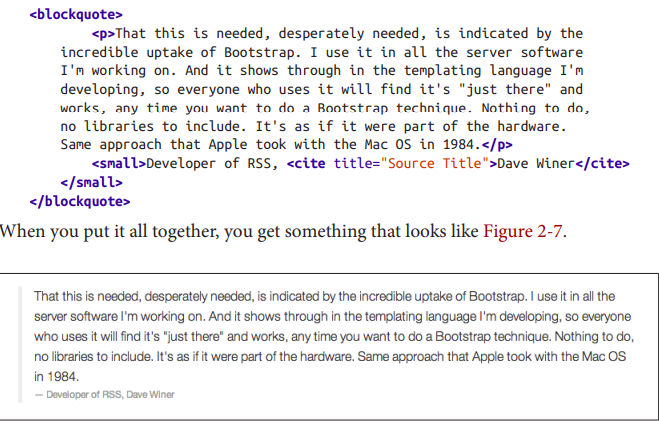 <blockquote>
<p>That this is needed, desperately needed, is indicated by the
incredible uptake of Bootstrap. I use it in all the server software
I'm working on. And it shows through in the templating language I'm
developing, so everyone who uses it will find it's "just there" and
works, any time you want to do a Bootstrap technique. Nothing to do,
no libraries to include. It's as if it were part of the hardware.
Same approach that Apple took with the Mac OS in 1984.</p>
<small>Developer of RSS, <cite title="Source Title">Dave Winer</cite>
</small>
</blockquote>
When you put it all together, you get something that looks like Figure 2-7.
That this is needed, desperately needed, is indicated by the incredible uptake of Bootstrap. I use it in all the
server software I'm working on. And it shows through in the templating language I'm developing, so everyone
who uses it will find it's "just there" and works, any time you want to do a Bootstrap technique. Nothing to do,
no libraries to include. It's as if it were part of the hardware. Same approach that Apple took with the Mac OS
in 1984.
— Developer of RSS, Dave Winer